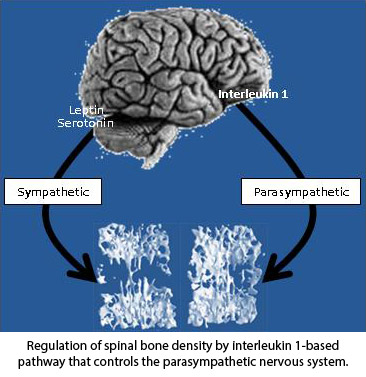 Interleukin 1
Leptin
Serotonin
Sympathetic
Parasympathetic
Regulation of spinal bone density by interleukin 1-based
pathway that controls the parasympathetic nervous system.